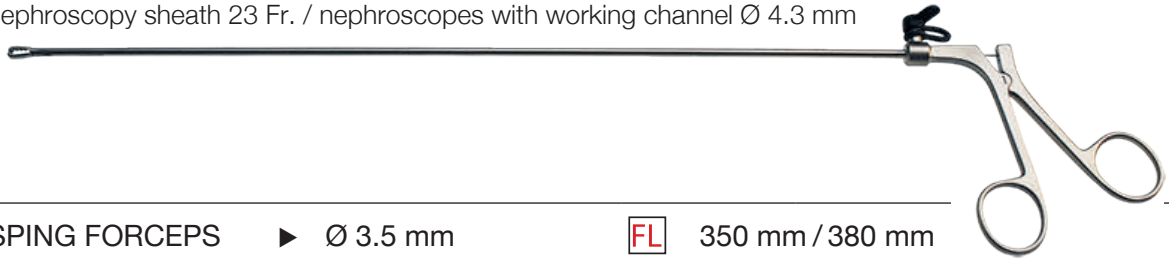 ephroscopy sheath 23 Fr. / nephroscopes with working channel Ø 4.3 mm
SPING FORCEPS ▶ Ø 3.5 mm FL 350 mm / 380 mm